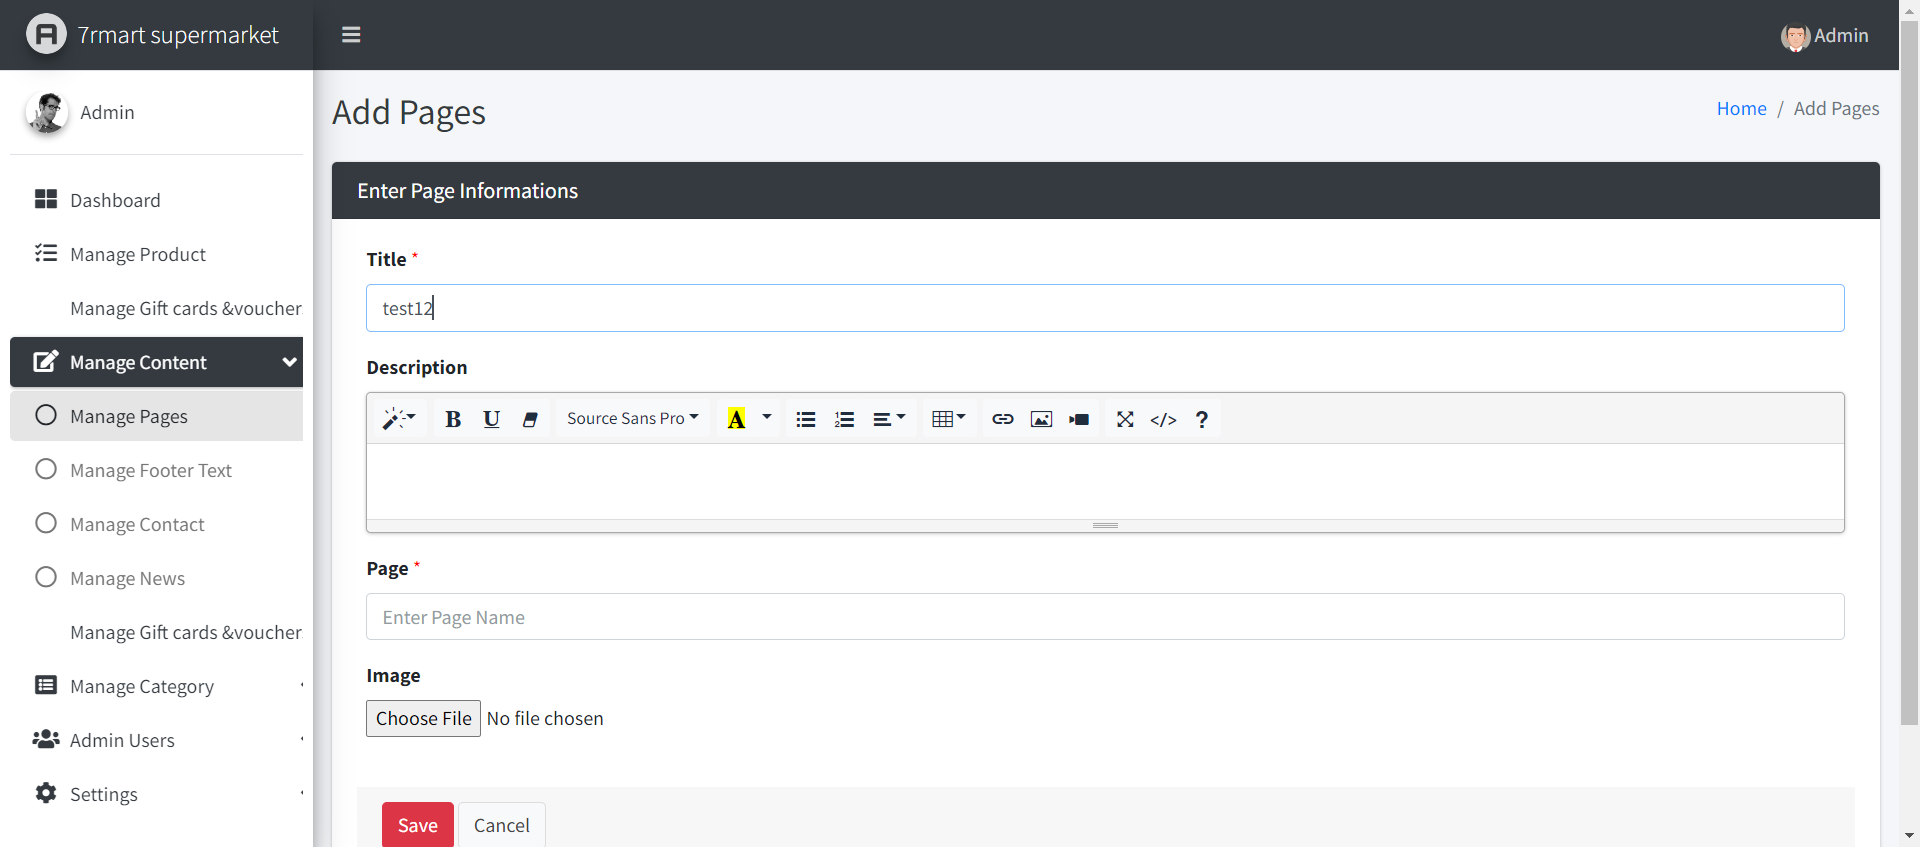 7rmart supermarket
Admin
Admin
Add Pages
Home / Add Pages
Dashboard
Manage Product
Manage Gift cards &voucher
Manage Content
Manage Pages
Manage Footer Text
Manage Contact
Manage News
Manage Gift cards &voucher
Manage Category
Admin Users
Settings
Enter Page Informations
Title *
test12
Description
B U Source Sans Pro A </> ?
Page *
Enter Page Name
Image
Choose File No file chosen
Save Cancel